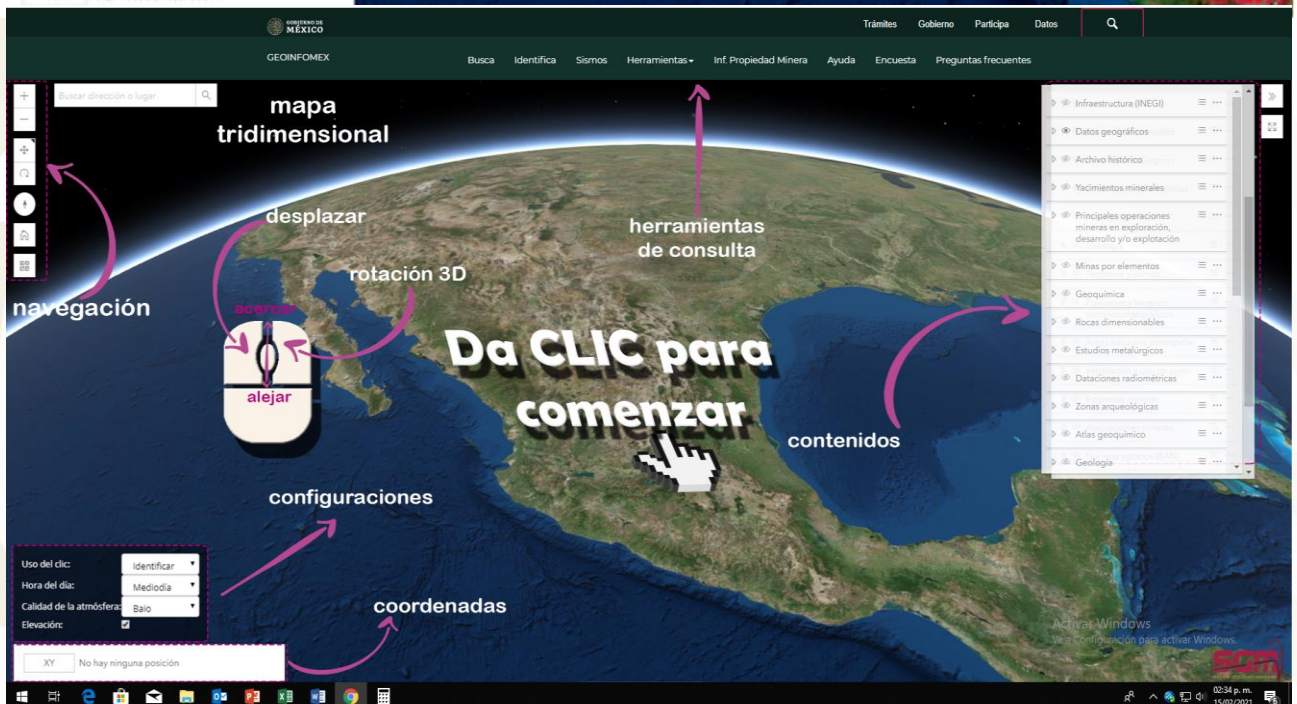 GOBIERNO DE
MÉXICO
Trámites Gobierno Participa Datos
GEOINFOMEX
Busca Identifica Sismos Herramientas Inf. Propiedad Minera Ayuda Encuesta Preguntas frecuentes
Buscar dirección o lugar
mapa
tridimensional
desplazar
rotación 3D
herramientas
de consulta
navegación
acercar
alejar
Da CLIC para
comenzar
contenidos
configuraciones
coordenadas
Infraestructura (INEGI)
Datos geográficos
Archivo histórico
Yacimientos minerales
Principales operaciones
mineras en exploración,
desarrollo y/o explotación
Minas por elementos
Geoquímica
Rocas dimensionables
Estudios metalúrgicos
Dataciones radiométricas
Zonas arqueológicas
Atlas geoquímico
Geología
Uso del clic: Identificar
Hora del día: Mediodía
Calidad de la atmósfera: Bajo
Elevación:
XY No hay ninguna posición
Activar Windows
Ve a Configuración para activar Windows.
SGM
02:34 p. m.
15/02/2021